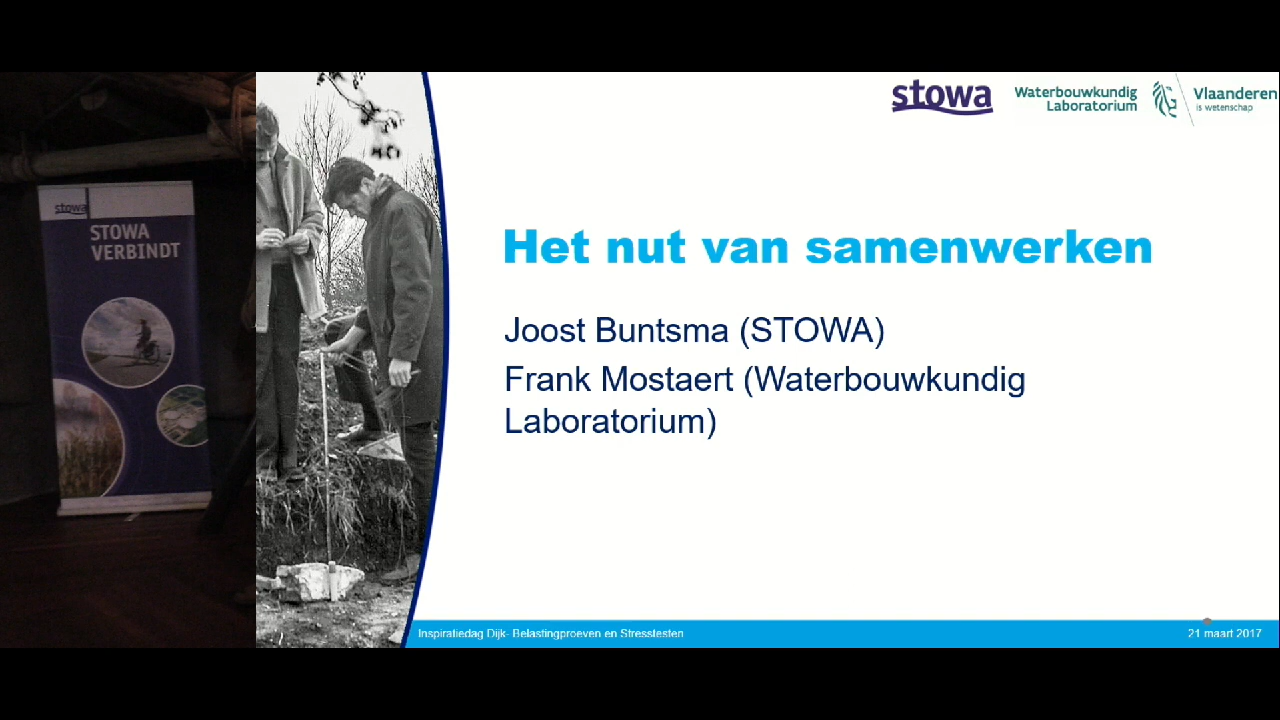 stowa
STOWA
VERBINDT
stowa
Waterbouwkundig
Laboratorium
Vlaanderen
is wetenschap
Het nut van samenwerken
Joost Buntsma (STOWA)
Frank Mostaert (Waterbouwkundig
Laboratorium)
Inspiratiedag Dijk- Belastingproeven en Stresstesten
21 maart 2017